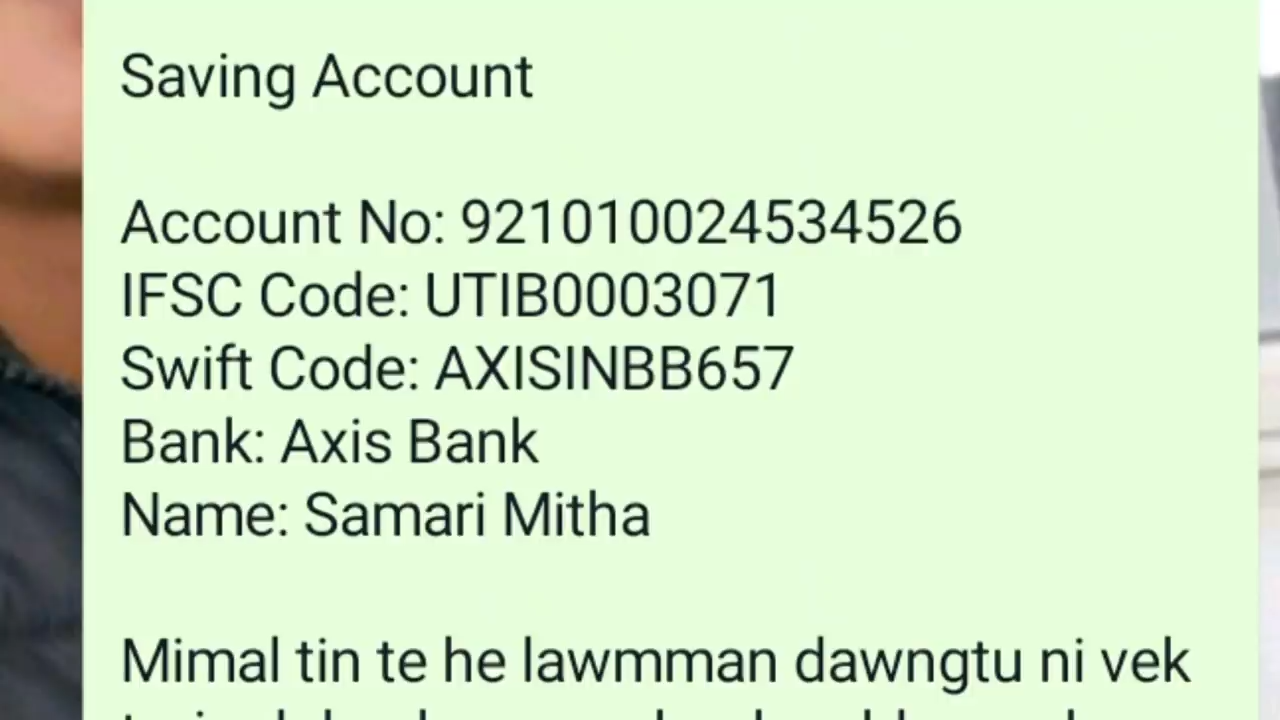 Saving Account
Account No: 921010024534526
IFSC Code: UTIB0003071
Swift Code: AXISINBB657
Bank: Axis Bank
Name: Samari Mitha
Mimal tin te he lawmman dawngtu ni vek